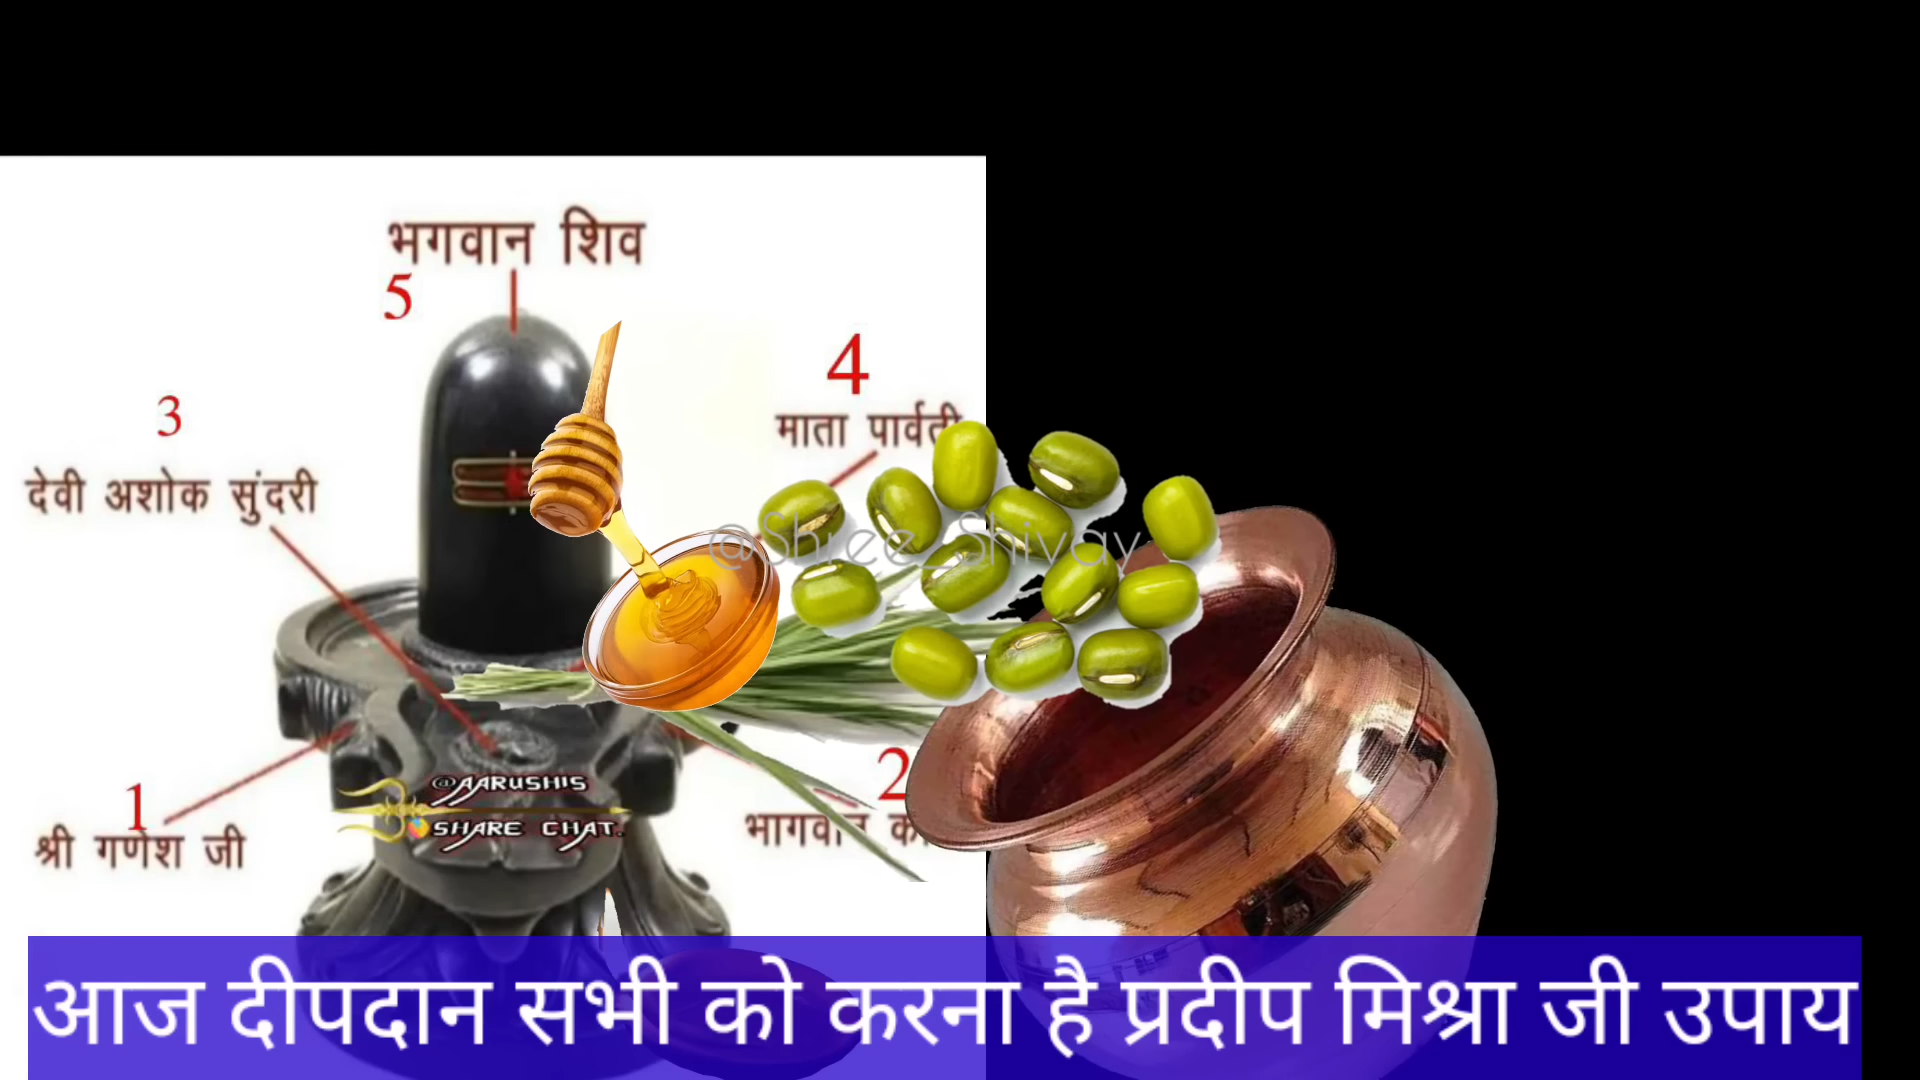 भगवान शिव
5
4
3
माता पार्वती
देवी अशोक सुंदरी
@Shree_Shivay
2
@AARUSHIS
1
SHARE CHAT.
भागवान
श्री गणेश जी
आज दीपदान सभी को करना है प्रदीप मिश्रा जी उपाय